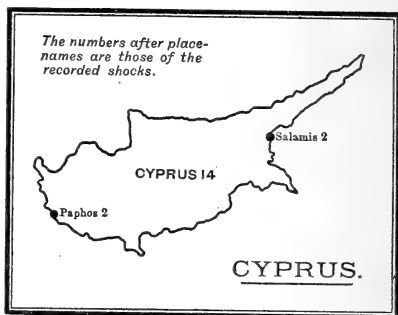 The numbers after place-
names are those of the
recorded shocks.
Salamis 2
CYPRUS 14
Paphos 2
CYPRUS.